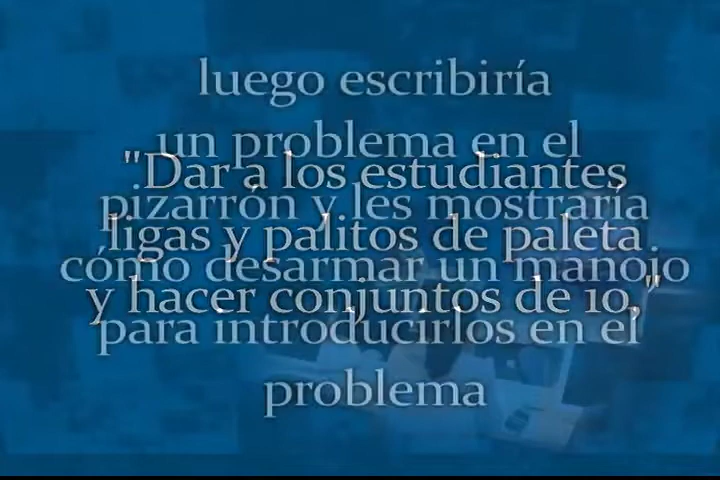 luego escribiría
un problema en el
"Dar a los estudiantes
pizarrón y les mostraría
ligas y palitos de paleta
cómo desarmar un manojo
y hacer conjuntos de 10,"
para introducirlos en el
problema